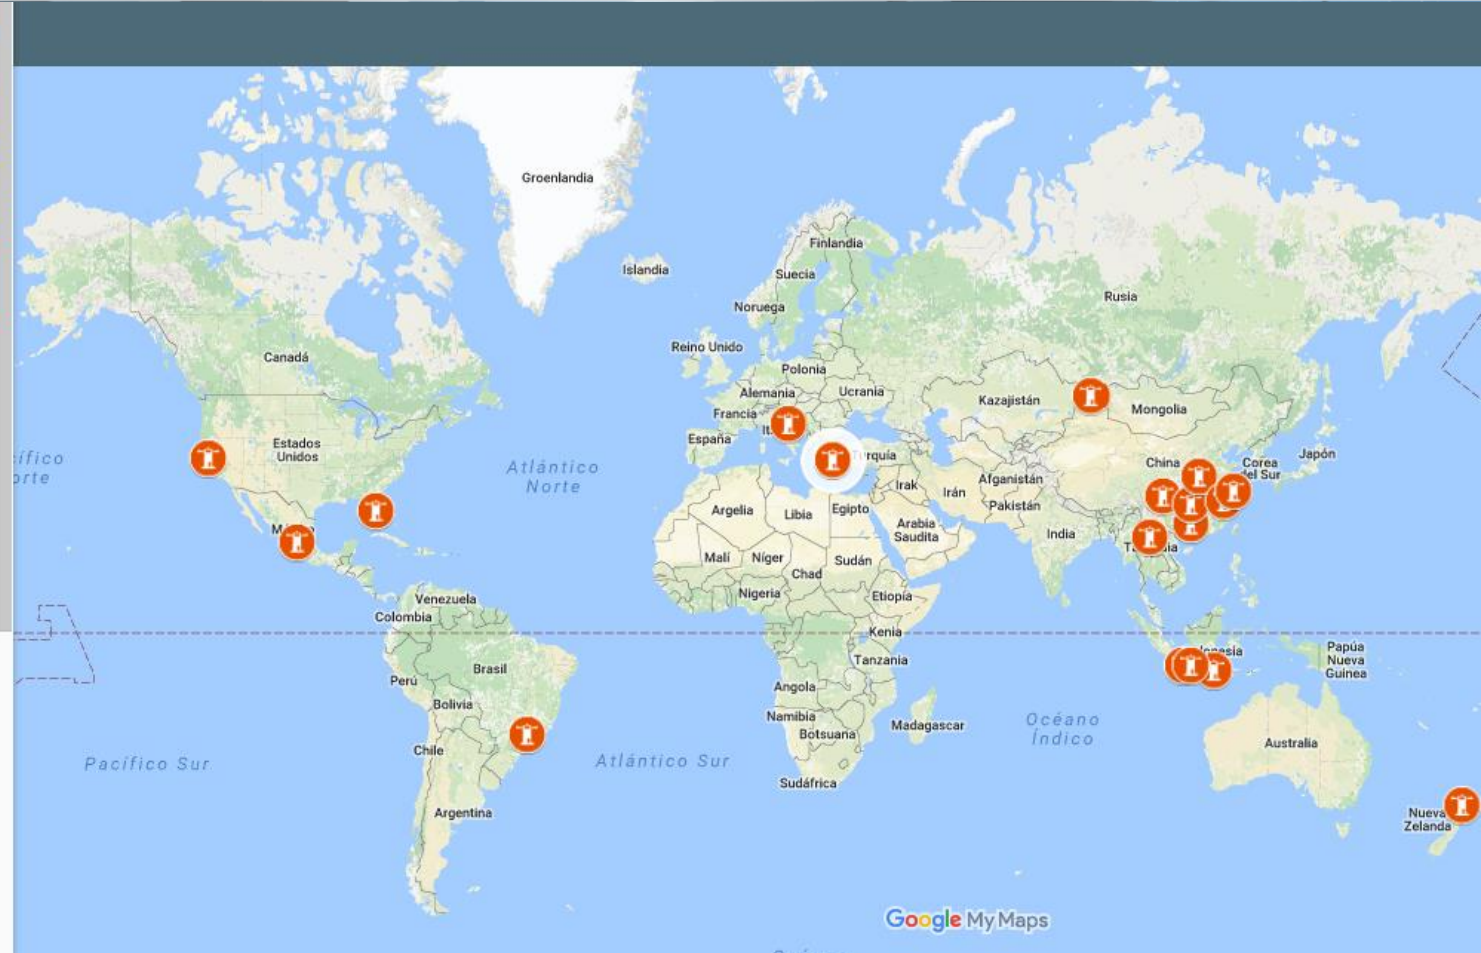 Groenlandia
Finlandia
Islandia
Suecia
Rusia
Noruega
Reino Unido
Canadá
Polonia
Alemania
Ucrania
Kazajistán
Mongolia
Francia
España
Estados
Unidos
Atlántico
Norte
China
Corea
del Sur
Japón
Afganistán
Irak
Irán
Pakistán
Argelia
Libia
Egipto
Arabia
Saudita
India
Malí
Níger
Sudán
Chad
Nigeria
Etiopía
Venezuela
Colombia
Kenia
Tanzania
Brasil
Perú
Papúa
Nueva
Guinea
Angola
Bolivia
Namibia
Botsuana
Madagascar
Océano
Índico
Chile
Pacífico Sur
Atlántico Sur
Australia
Sudáfrica
Argentina
Nueva
Zelanda
Google My Maps